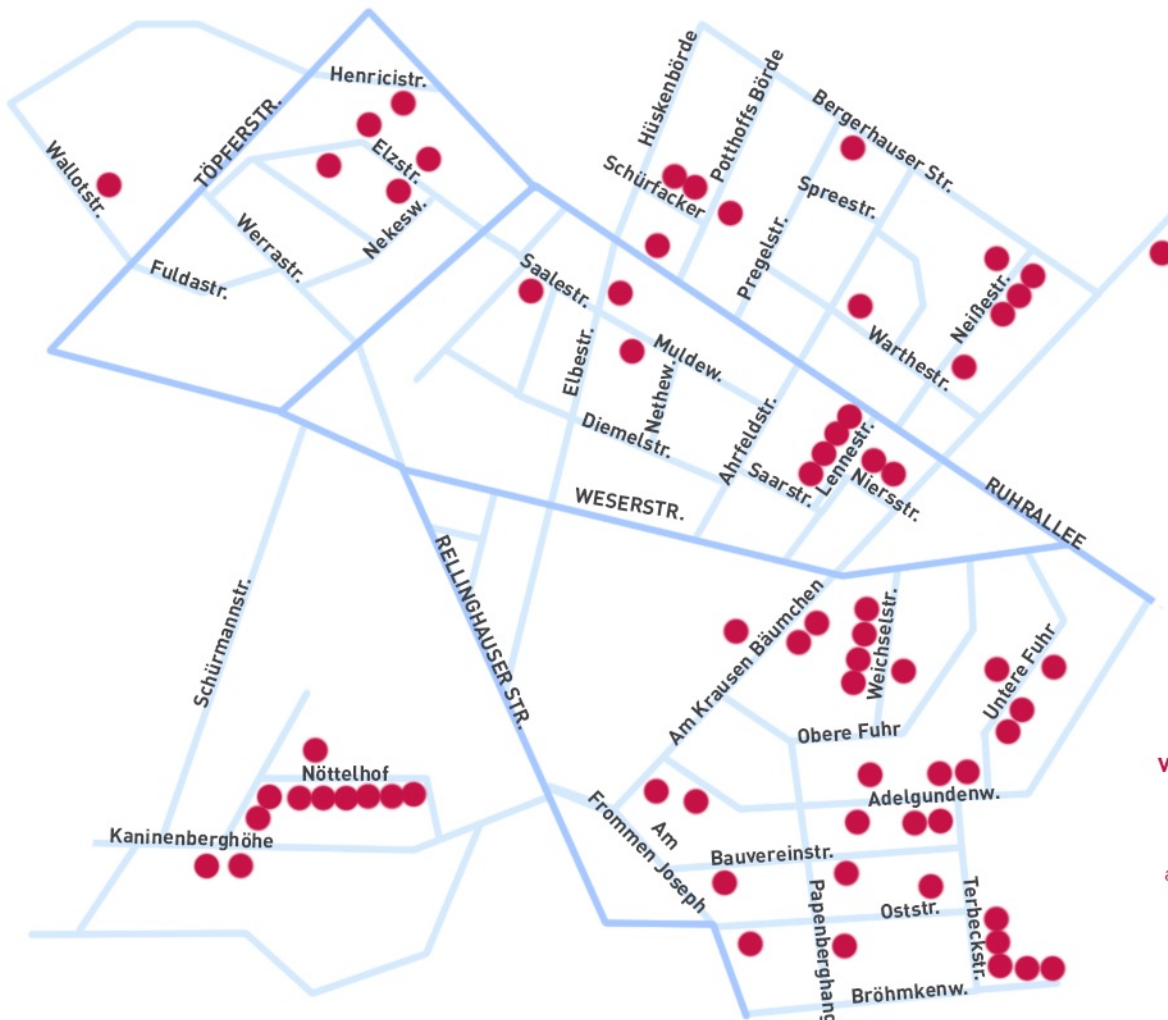 Henricistr.
TÖPFERSTR.
Wallotstr.
Elzstr.
Nekesw.
Werrastr.
Fuldastr.
Hüskenbörde
Potthoffs Börde
Bergerhauser Str.
Schürfacker
Spreestr.
Pregelstr.
Neißestr.
Warthestr.
Saalestr.
Muldew.
Elbestr.
Nethew.
Diemelstr.
Ahrfeldstr.
Saarstr.
Lennestr.
Niersstr.
WESERSTR.
RUHRALLEE
RELLINGHAUSER STR.
Schürmannstr.
Am Krausen Bäumchen
Weichselstr.
Untere Fuhr
Obere Fuhr
Nöttelhof
Kaninenberghöhe
Adelgundenw.
Am
Frommen Joseph
Bauvereinstr.
Oststr.
Papenberghang
Terbeckstr.
Bröhmkenw.